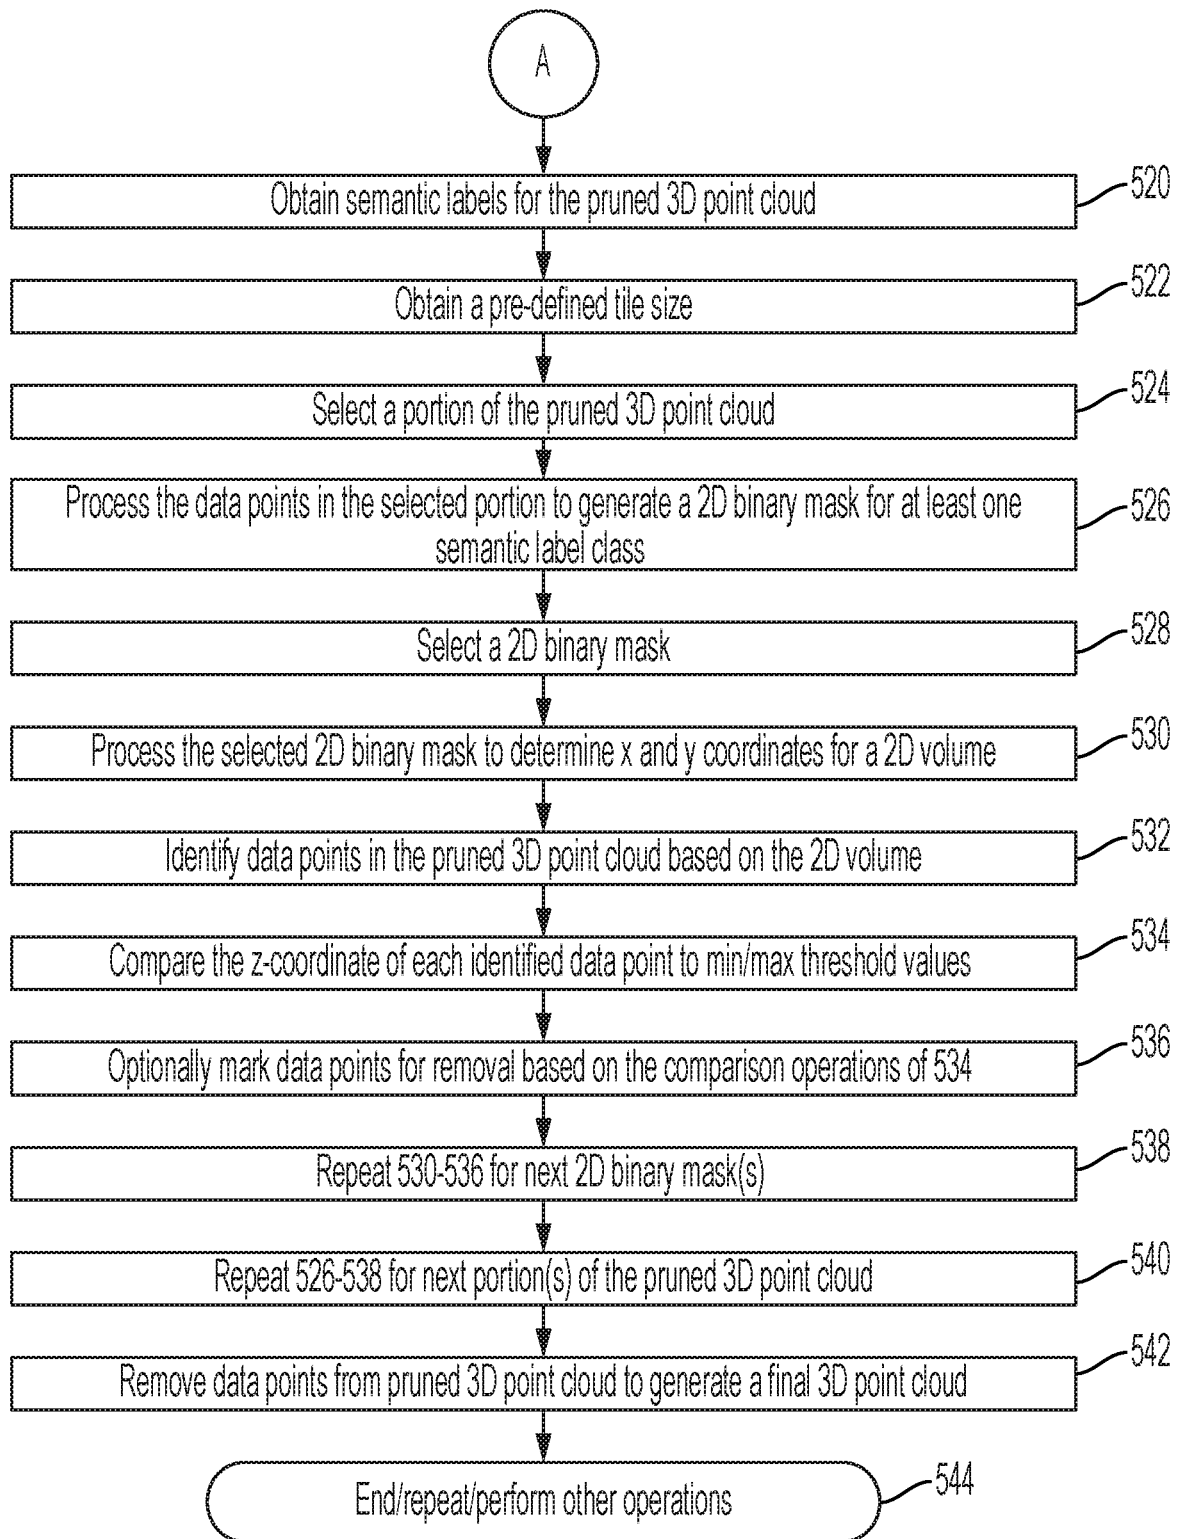 A
Obtain semantic labels for the pruned 3D point cloud
520
Obtain a pre-defined tile size
522
Select a portion of the pruned 3D point cloud
524
Process the data points in the selected portion to generate a 2D binary mask for at least one
semantic label class
526
Select a 2D binary mask
528
Process the selected 2D binary mask to determine x and y coordinates for a 2D volume
530
Identify data points in the pruned 3D point cloud based on the 2D volume
532
Compare the z-coordinate of each identified data point to min/max threshold values
534
Optionally mark data points for removal based on the comparison operations of 534
536
Repeat 530-536 for next 2D binary mask(s)
538
Repeat 526-538 for next portion(s) of the pruned 3D point cloud
540
Remove data points from pruned 3D point cloud to generate a final 3D point cloud
542
End/repeat/perform other operations
544